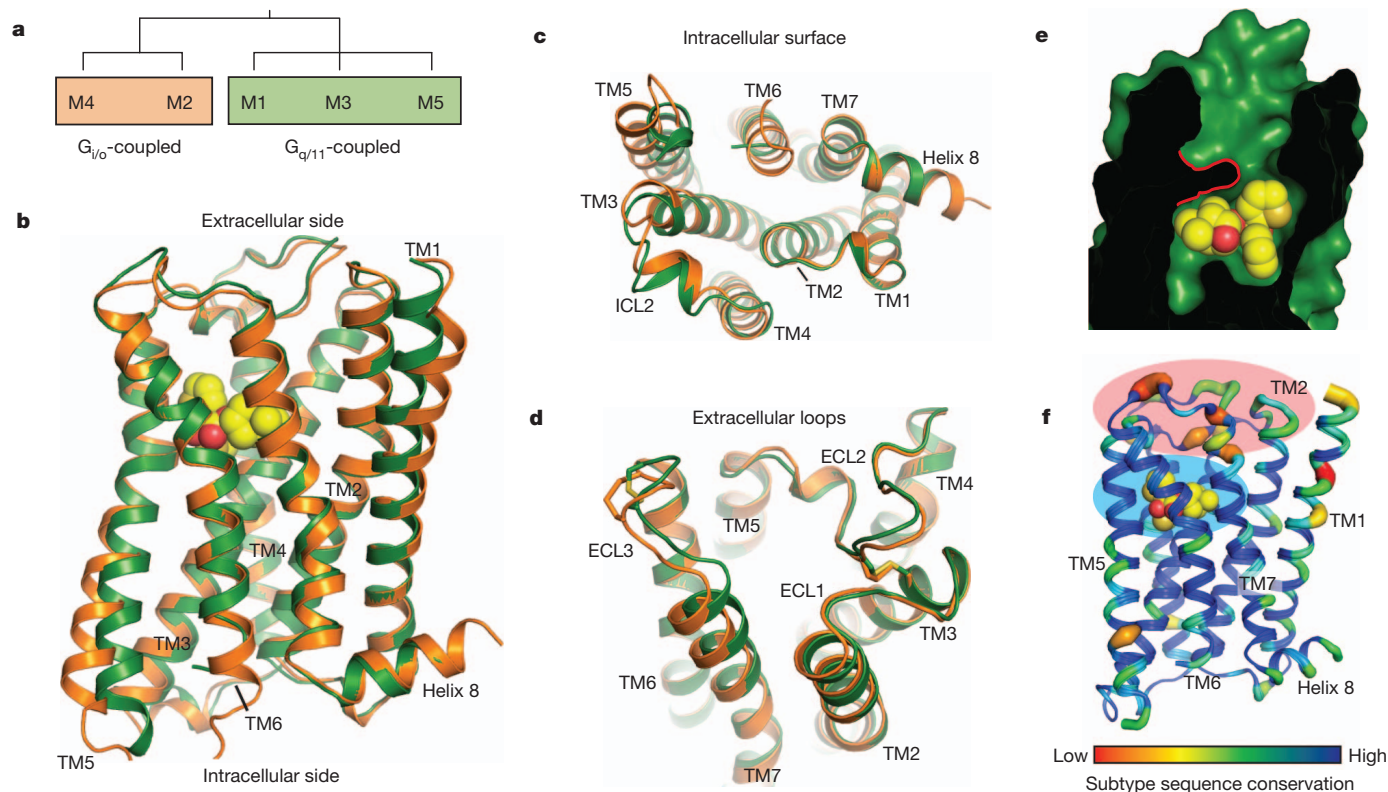 a
M4 M2 M1 M3 M5
Gi/o-coupled Gq/11-coupled
b
Extracellular side
TM1
TM2
TM4
TM3
Helix 8
TM6
TM5
Intracellular side
c
Intracellular surface
TM5 TM6 TM7
Helix 8
TM3
ICL2
TM2
TM1
TM4
d
Extracellular loops
ECL2
TM4
TM5
ECL3
ECL1
TM3
TM6
TM2
TM7
e
f
TM2
TM1
TM5
TM7
TM6
Helix 8
Low High
Subtype sequence conservation